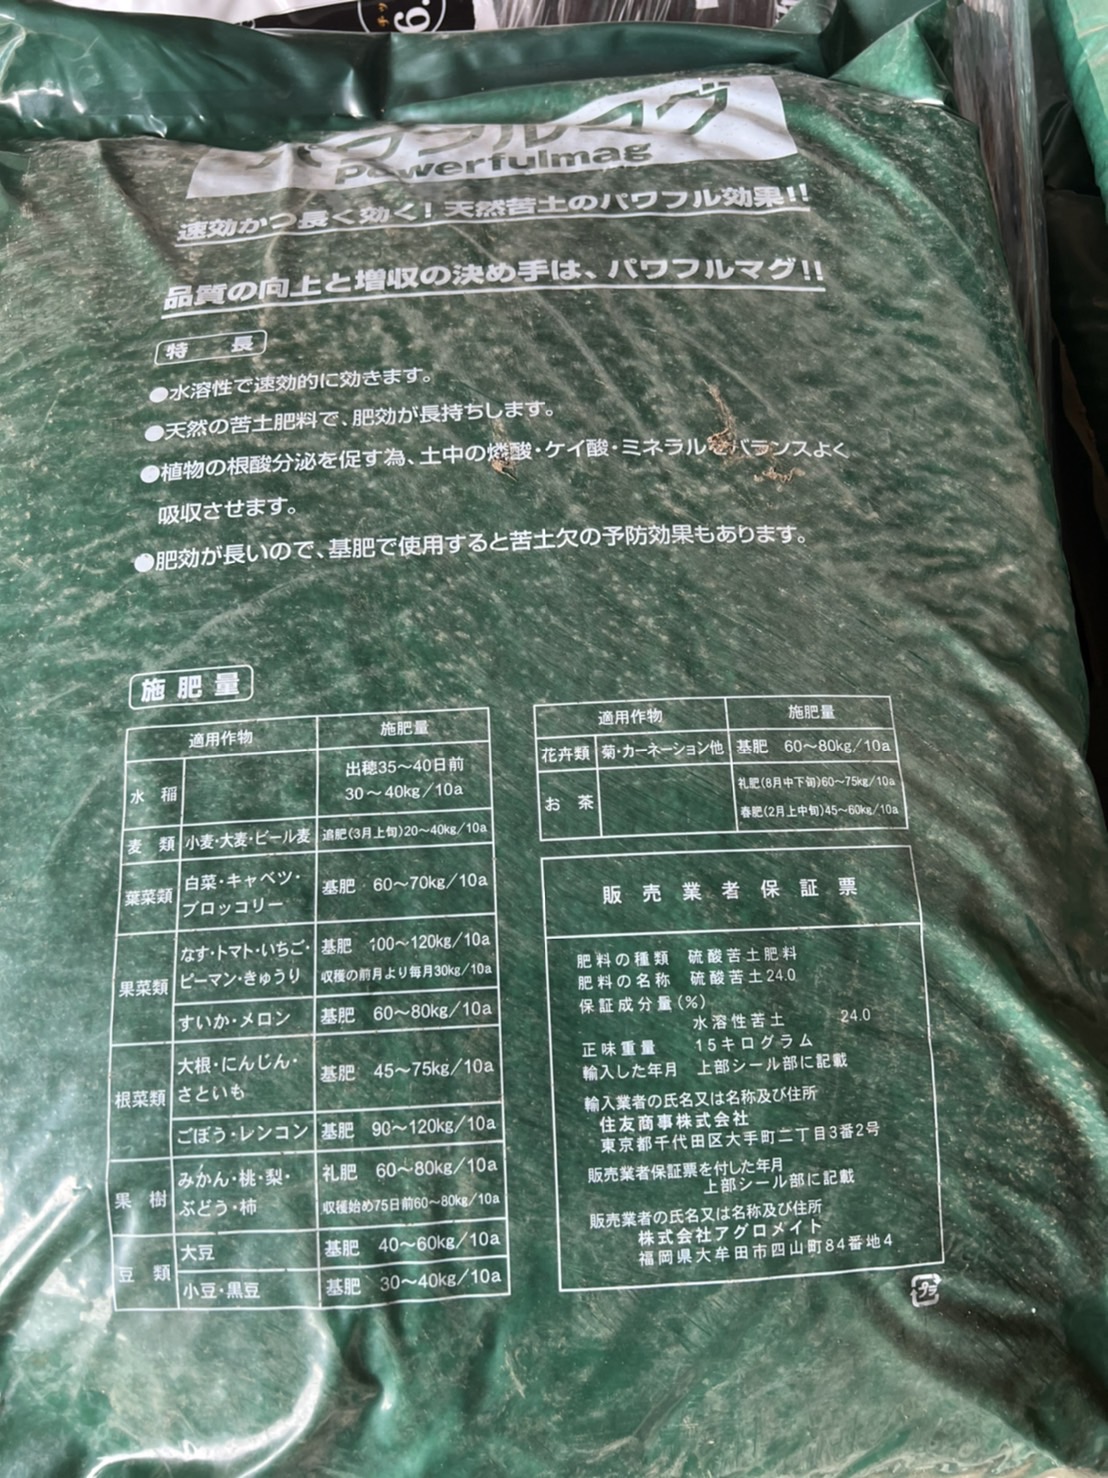 パワフルマグ
Powerfulmag
速効かつ長く効く! 天然苦土のパワフル効果!!
品質の向上と増収の決め手は、パワフルマグ!!
特 長
●水溶性で速効的に効きます。
●天然の苦土肥料で、肥効が長持ちします。
●植物の根酸分泌を促す為、土中の燐酸・ケイ酸・ミネラルをバランスよく
吸収させます。
●肥効が長いので、基肥で使用すると苦土欠の予防効果もあります。
施肥量
適用作物 施肥量
水 稲 出穂35〜40日前
30〜40kg/10a
麦 類 小麦・大麦・ビール麦 追肥(3月上旬)20〜40kg/10a
葉菜類 白菜・キャベツ・
ブロッコリー 基肥 60〜70kg/10a
果菜類 なす・トマト・いちご・
ピーマン・きゅうり 基肥 100〜120kg/10a
収穫の前月より毎月30kg/10a
すいか・メロン 基肥 60〜80kg/10a
根菜類 大根・にんじん・
さといも 基肥 45〜75kg/10a
ごぼう・レンコン 基肥 90〜120kg/10a
果 樹 みかん・桃・梨・
ぶどう・柿 礼肥 60〜80kg/10a
収穫始め75日前60〜80kg/10a
豆 類 大豆 基肥 40〜60kg/10a
小豆・黒豆 基肥 30〜40kg/10a
適用作物 施肥量
花卉類 菊・カーネーション他 基肥 60〜80kg/10a
お 茶 礼肥(8月中下旬)60〜75kg/10a
春肥(2月上中旬)45〜60kg/10a
販売業者保証票
肥料の種類 硫酸苦土肥料
肥料の名称 硫酸苦土24.0
保証成分量(%)
水溶性苦土 24.0
正味重量 15キログラム
輸入した年月 上部シール部に記載
輸入業者の氏名又は名称及び住所
住友商事株式会社
東京都千代田区大手町二丁目3番2号
販売業者保証票を付した年月
上部シール部に記載
販売業者の氏名又は名称及び住所
株式会社アグロメイト
福岡県大牟田市四山町84番地4
プラ